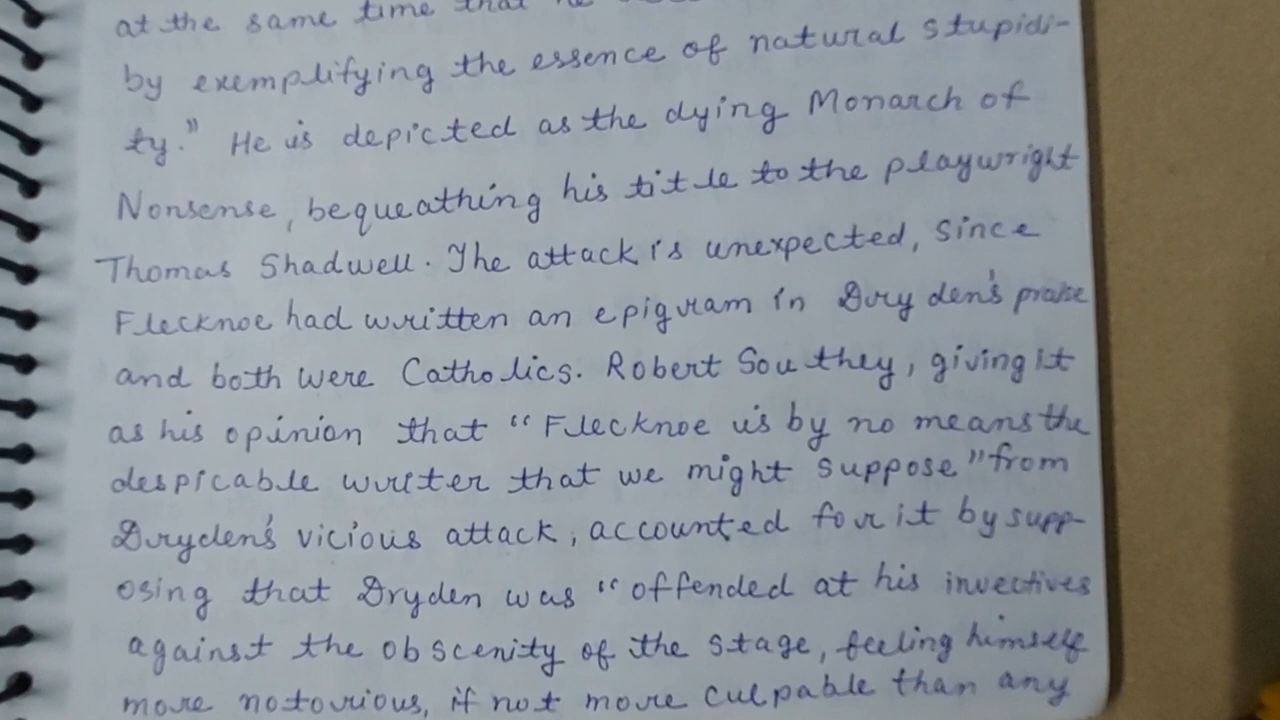 at the same time that he
by exemplifying the essence of natural stupidi-
ty." He is depicted as the dying Monarch of
Nonsense, bequeathing his title to the playwright
Thomas Shadwell. The attack is unexpected, since
Flecknoe had written an epigram in Dryden's praise
and both were Catholics. Robert Southey, giving it
as his opinion that "Flecknoe is by no means the
despicable writer that we might suppose" from
Dryden's vicious attack, accounted for it by supp-
osing that Dryden was "offended at his invectives
against the obscenity of the stage, feeling himself
more notorious, if not more culpable than any